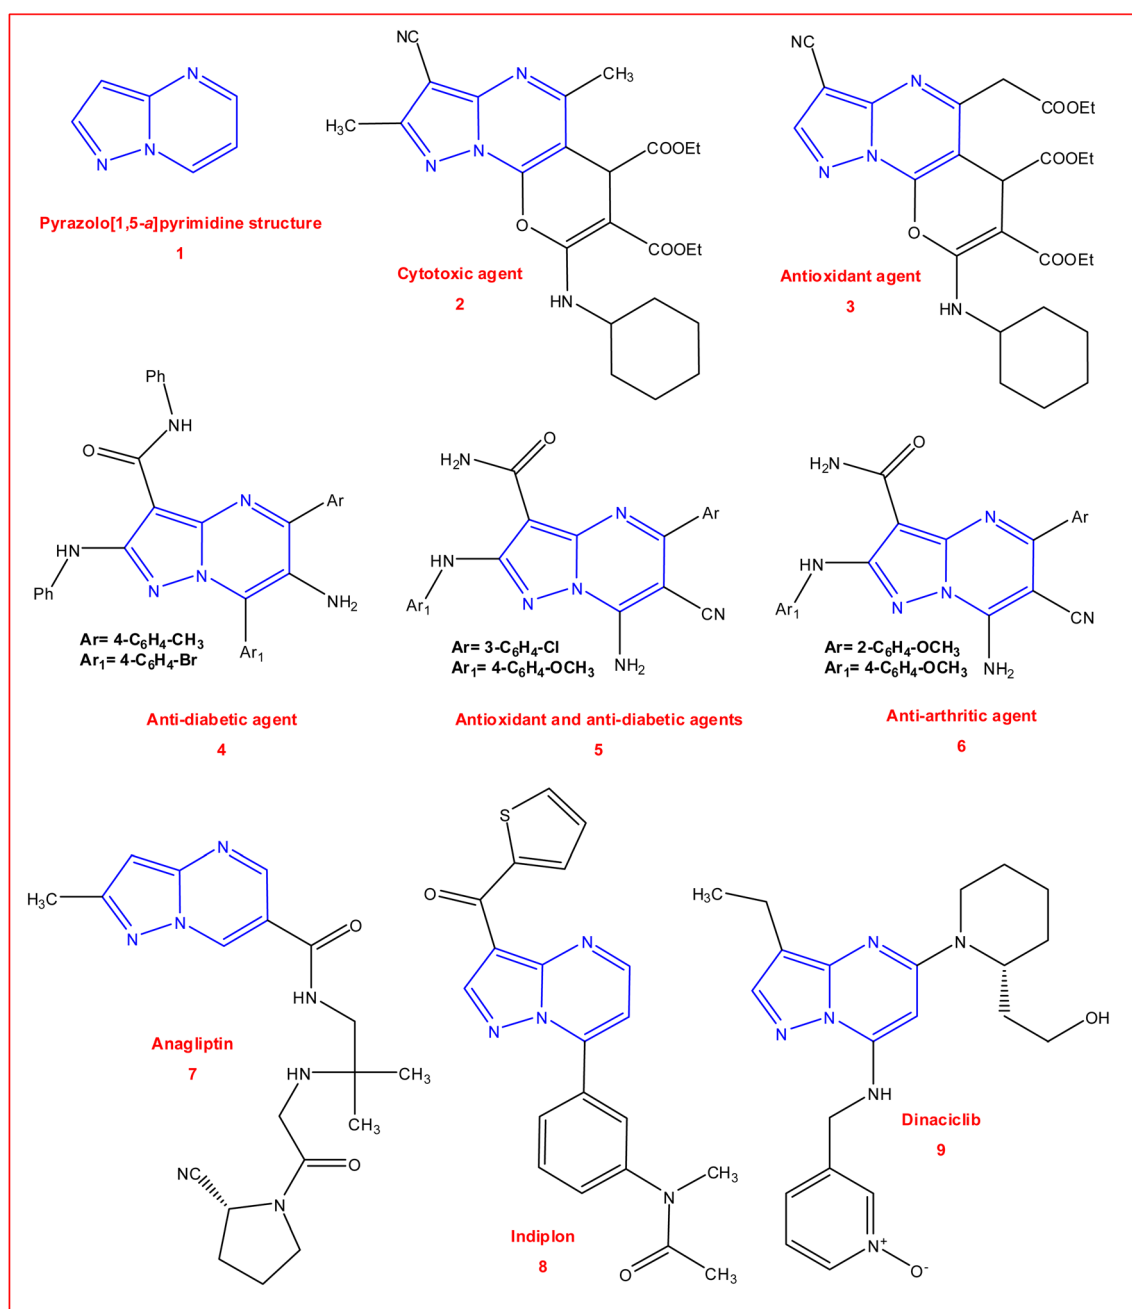 N
N
N
Pyrazolo[1,5-a]pyrimidine structure
1
NC
N
CH₃
H₃C
N
N
COOEt
O
COOEt
HN
Cytotoxic agent
2
NC
N
COOEt
N
N
COOEt
O
COOEt
HN
Antioxidant agent
3
Ph
NH
O
N
Ar
HN
N
N
Ph
NH₂
Ar₁
Ar= 4-C₆H₄-CH₃
Ar₁= 4-C₆H₄-Br
Anti-diabetic agent
4
O
H₂N
N
Ar
HN
N
N
Ar₁
CN
NH₂
Ar= 3-C₆H₄-Cl
Ar₁= 4-C₆H₄-OCH₃
Antioxidant and anti-diabetic agents
5
O
H₂N
N
Ar
HN
N
N
Ar₁
CN
NH₂
Ar= 2-C₆H₄-OCH₃
Ar₁= 4-C₆H₄-OCH₃
Anti-arthritic agent
6
N
H₃C
N
N
O
HN
HN
CH₃
CH₃
O
NC
N
Anagliptin
7
S
O
N
N
N
N
CH₃
O
CH₃
Indiplon
8
H₃C
N
N
N
N
OH
NH
N⁺
O⁻
Dinaciclib
9